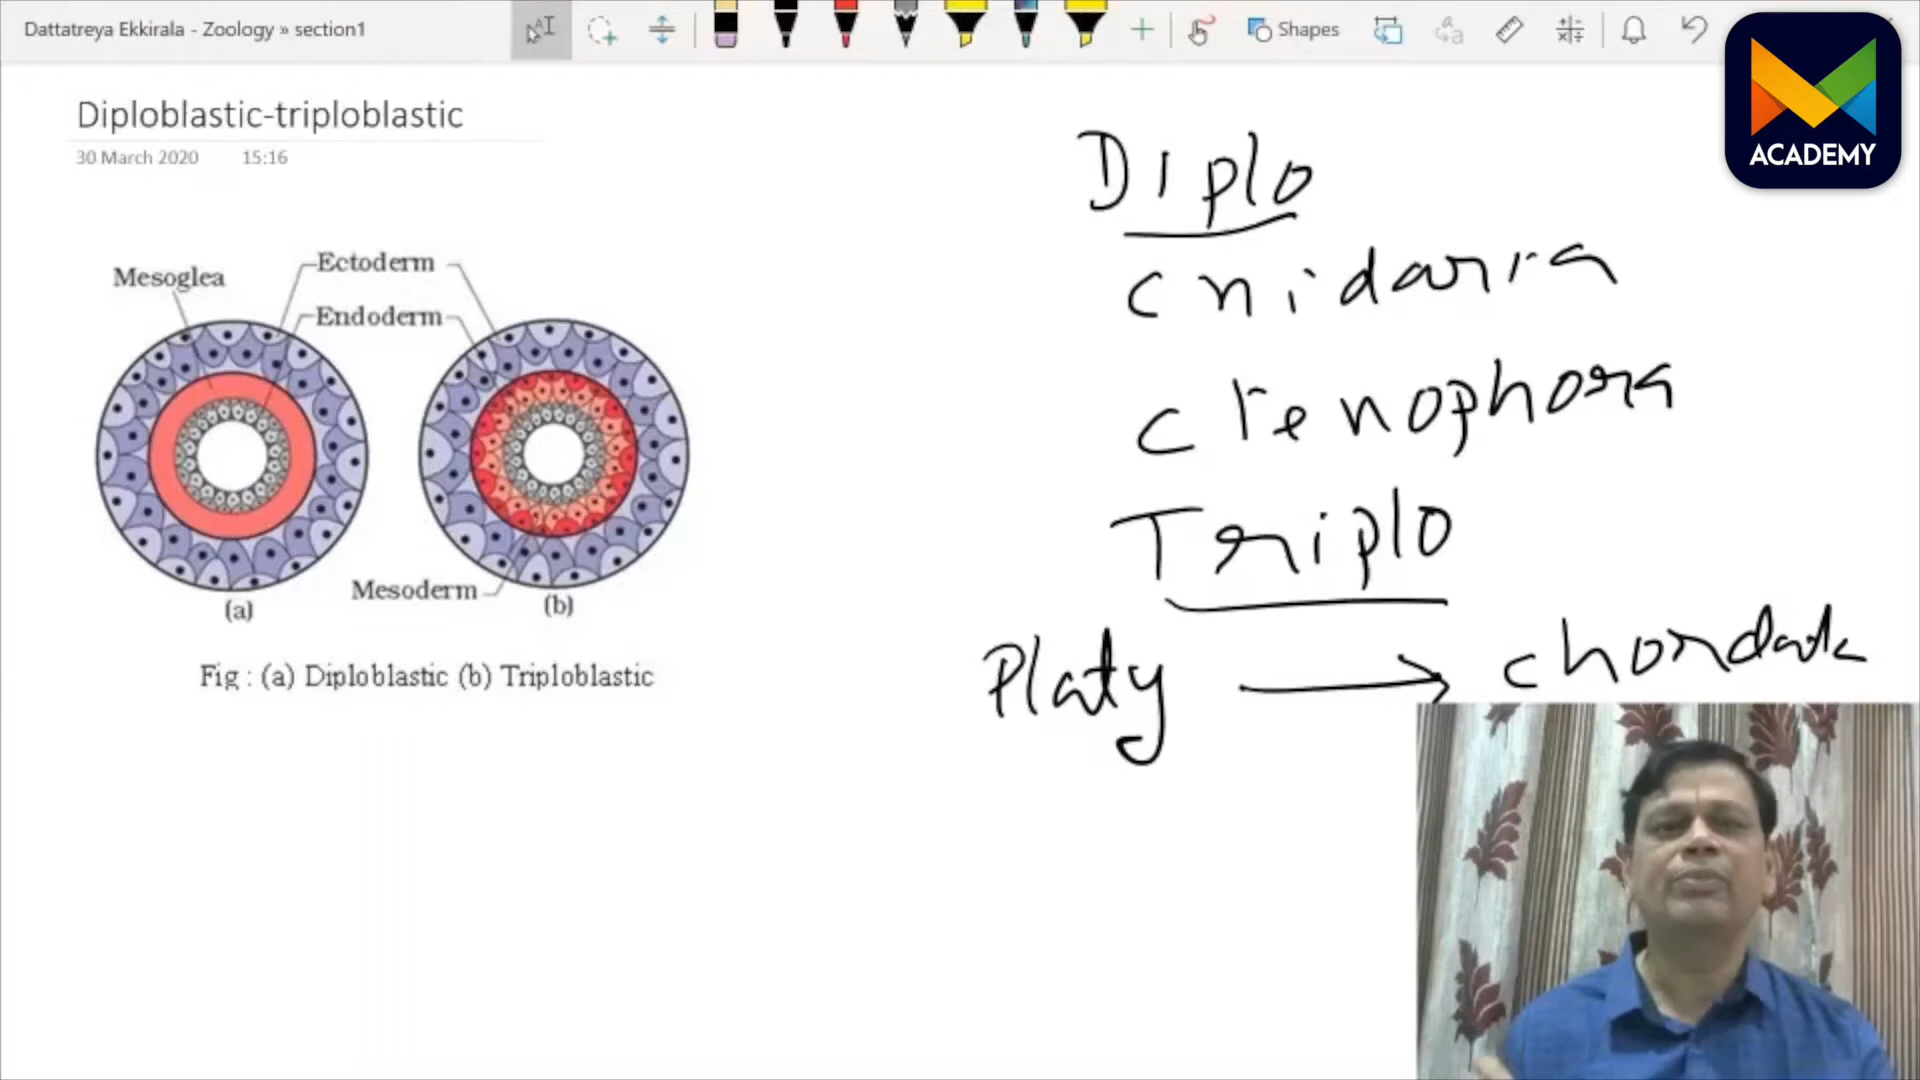 Dattatreya Ekkirala - Zoology » section1
Shapes
ACADEMY
Diploblastic-triploblastic
30 March 2020 15:16
Mesoglea
Ectoderm
Endoderm
Mesoderm
(a)
(b)
Fig : (a) Diploblastic (b) Triploblastic
Diplo
cnidaria
ctenophora
Triplo
Platy → chordata